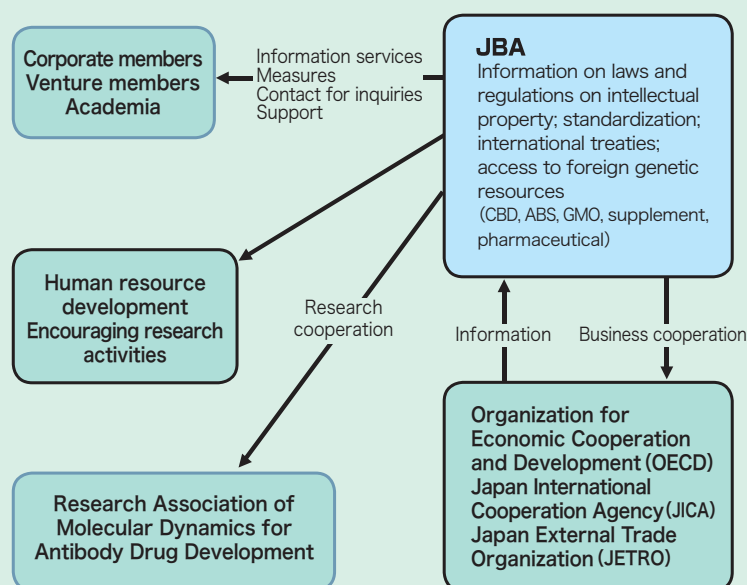 Corporate members
Venture members
Academia
Information services
Measures
Contact for inquiries
Support
JBA
Information on laws and
regulations on intellectual
property; standardization;
international treaties;
access to foreign genetic
resources
(CBD, ABS, GMO, supplement,
pharmaceutical)
Human resource
development
Encouraging research
activities
Research
cooperation
Information
Business cooperation
Research Association of
Molecular Dynamics for
Antibody Drug Development
Organization for
Economic Cooperation
and Development (OECD)
Japan International
Cooperation Agency (JICA)
Japan External Trade
Organization (JETRO)